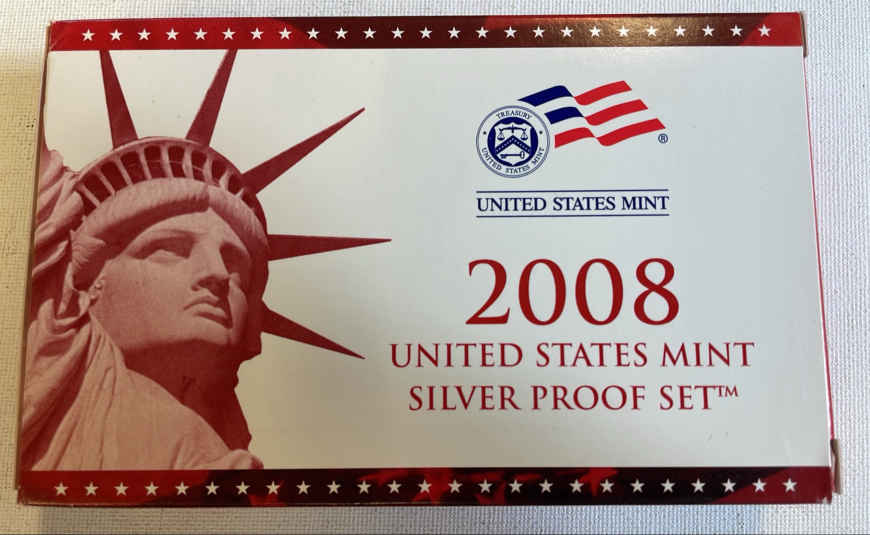 TREASURY
UNITED STATES MINT
®
UNITED STATES MINT
2008
UNITED STATES MINT
SILVER PROOF SET™